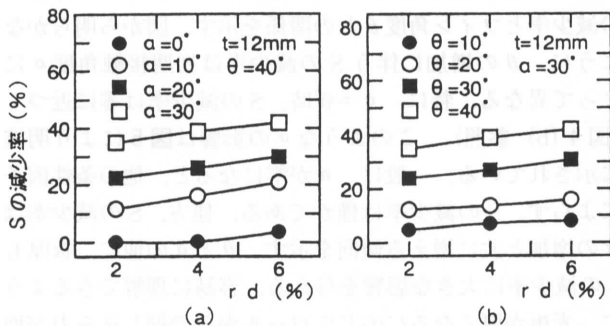 80
60
40
20
0
Sの減少率 (%)
α=0° t=12mm
α=10° θ=40°
α=20°
α=30°
2 4 6
r d (%)
(a)
80
60
40
20
0
θ=10° t=12mm
θ=20° α=30°
θ=30°
θ=40°
2 4 6
r d (%)
(b)